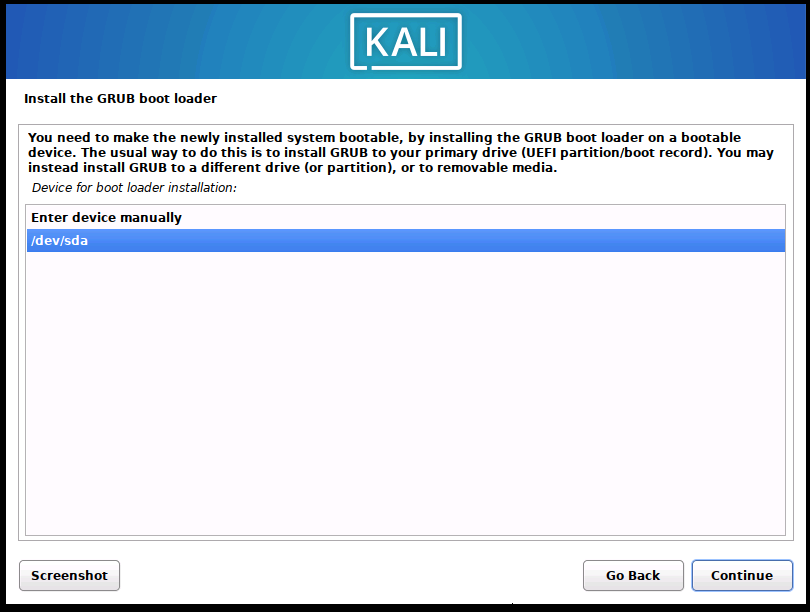 KALI
Install the GRUB boot loader
You need to make the newly installed system bootable, by installing the GRUB boot loader on a bootable
device. The usual way to do this is to install GRUB to your primary drive (UEFI partition/boot record). You may
instead install GRUB to a different drive (or partition), or to removable media.
Device for boot loader installation:
Enter device manually
/dev/sda
Screenshot
Go Back
Continue